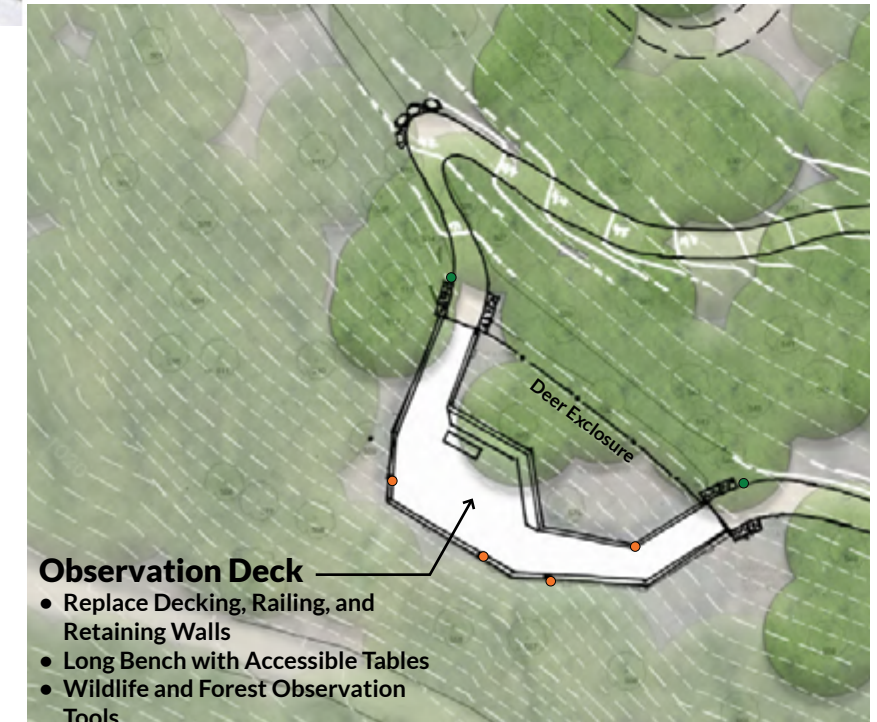 Deer Exclosure
Observation Deck
● Replace Decking, Railing, and
Retaining Walls
● Long Bench with Accessible Tables
● Wildlife and Forest Observation
Tools